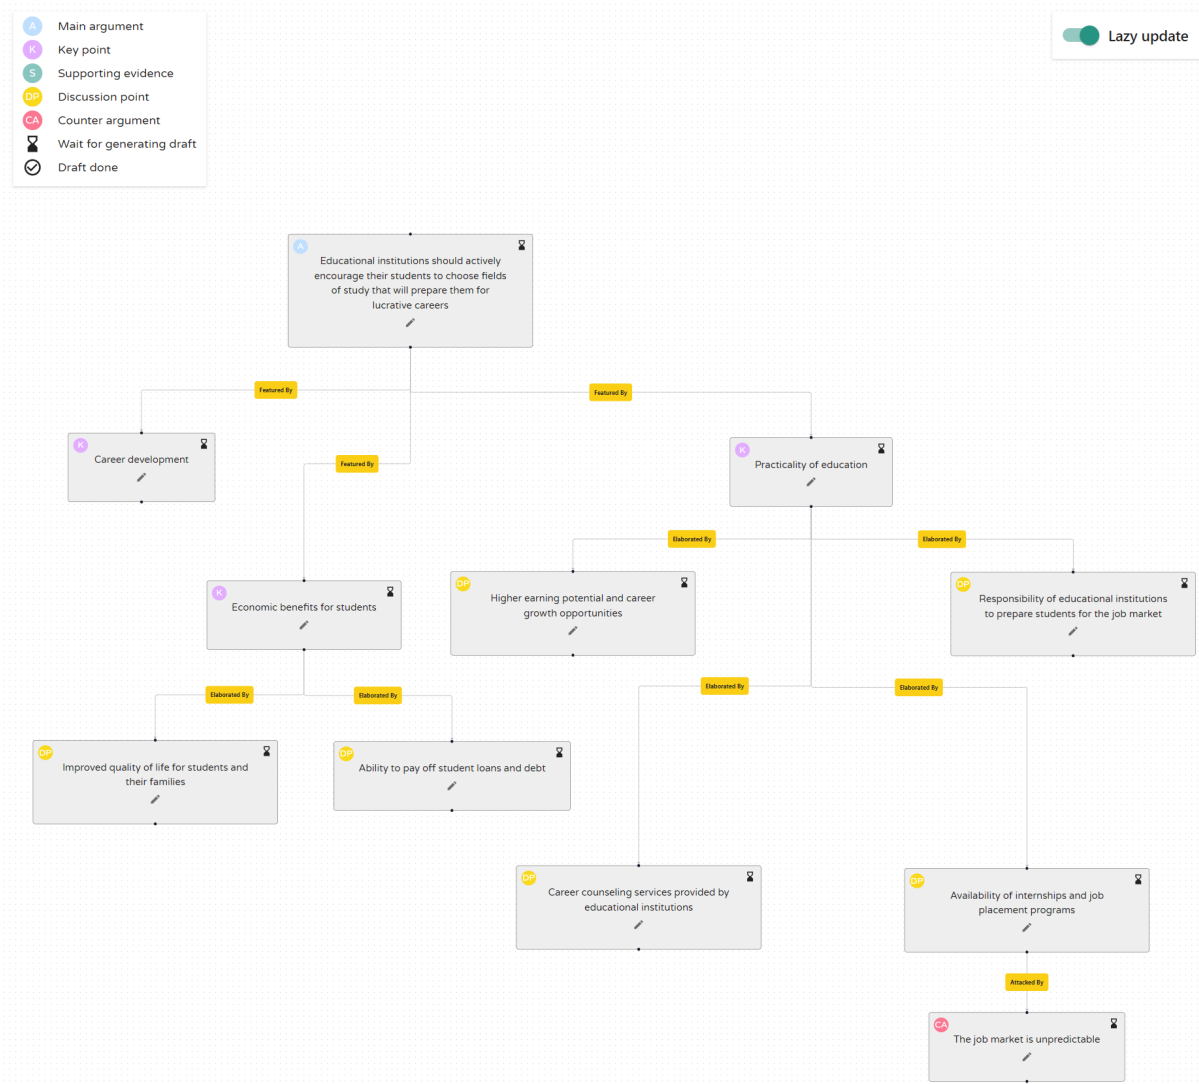 A Main argument
K Key point
S Supporting evidence
DP Discussion point
CA Counter argument
Wait for generating draft
Draft done
Lazy update
A
Educational institutions should actively
encourage their students to choose fields
of study that will prepare them for
lucrative careers
Featured By
Featured By
Featured By
K
Career development
K
Practicality of education
Elaborated By
Elaborated By
K
Economic benefits for students
DP
Higher earning potential and career
growth opportunities
DP
Responsibility of educational institutions
to prepare students for the job market
Elaborated By
Elaborated By
Elaborated By
Elaborated By
DP
Improved quality of life for students and
their families
DP
Ability to pay off student loans and debt
DP
Career counseling services provided by
educational institutions
DP
Availability of internships and job
placement programs
Attacked By
CA
The job market is unpredictable